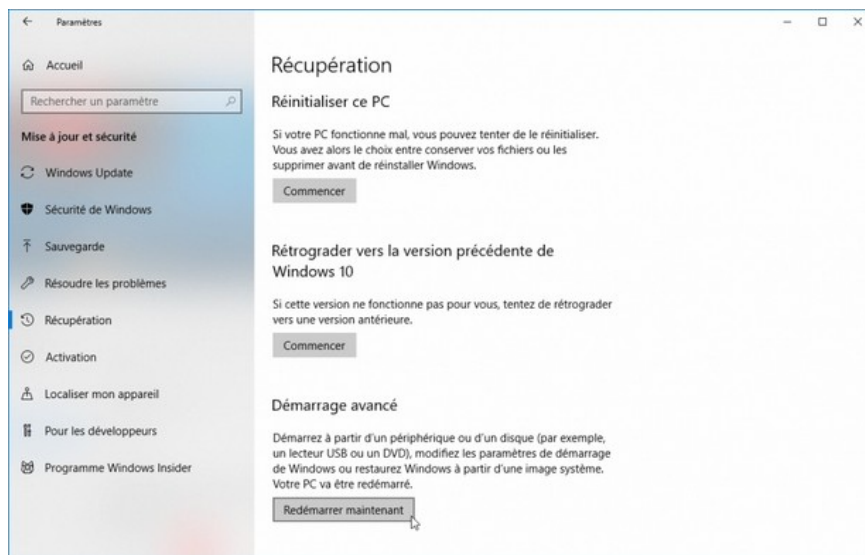 Paramètres
Accueil
Rechercher un paramètre
Mise à jour et sécurité
Windows Update
Sécurité de Windows
Sauvegarde
Résoudre les problèmes
Récupération
Activation
Localiser mon appareil
Pour les développeurs
Programme Windows Insider
Récupération
Réinitialiser ce PC
Si votre PC fonctionne mal, vous pouvez tenter de le réinitialiser.
Vous avez alors le choix entre conserver vos fichiers ou les
supprimer avant de réinstaller Windows.
Commencer
Rétrograder vers la version précédente de
Windows 10
Si cette version ne fonctionne pas pour vous, tentez de rétrograder
vers une version antérieure.
Commencer
Démarrage avancé
Démarrez à partir d'un périphérique ou d'un disque (par exemple,
un lecteur USB ou un DVD), modifiez les paramètres de démarrage
de Windows ou restaurez Windows à partir d'une image système.
Votre PC va être redémarré.
Redémarrer maintenant